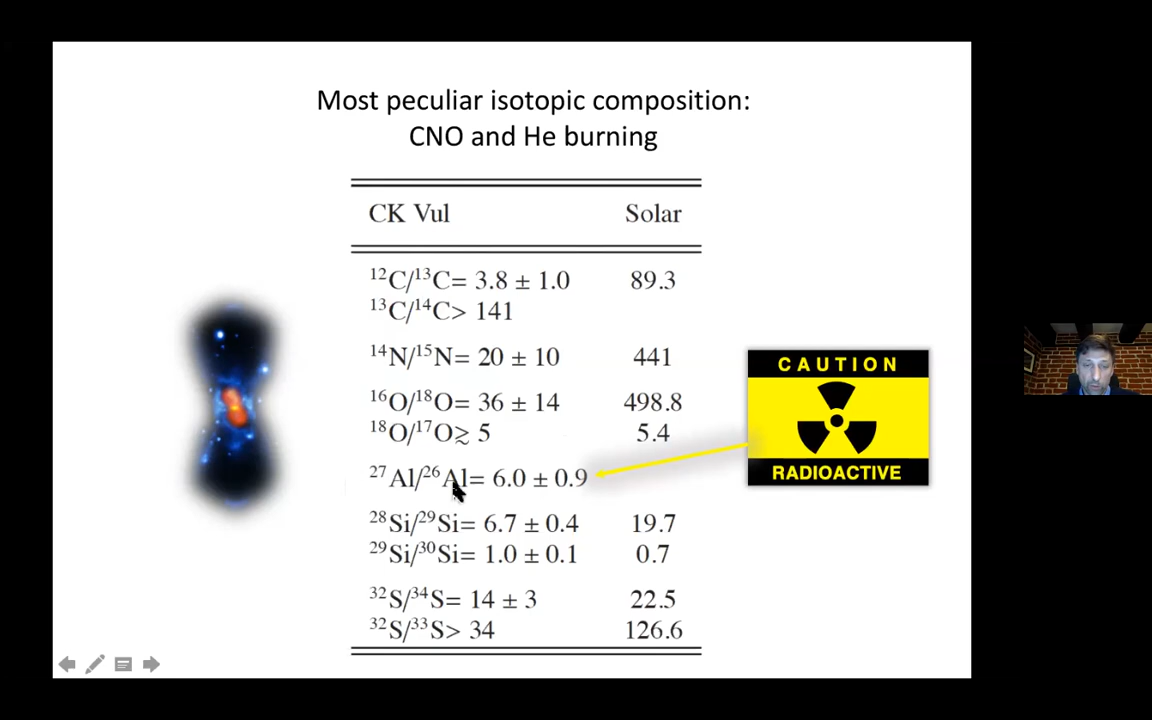 Most peculiar isotopic composition:
CNO and He burning
CK Vul Solar
¹²C/¹³C= 3.8 ± 1.0 89.3
¹³C/¹⁴C> 141
¹⁴N/¹⁵N= 20 ± 10 441
¹⁶O/¹⁸O= 36 ± 14 498.8
¹⁸O/¹⁷O≳ 5 5.4
²⁷Al/²⁶Al= 6.0 ± 0.9
²⁸Si/²⁹Si= 6.7 ± 0.4 19.7
²⁹Si/³⁰Si= 1.0 ± 0.1 0.7
³²S/³⁴S= 14 ± 3 22.5
³²S/³³S> 34 126.6
CAUTION
RADIOACTIVE